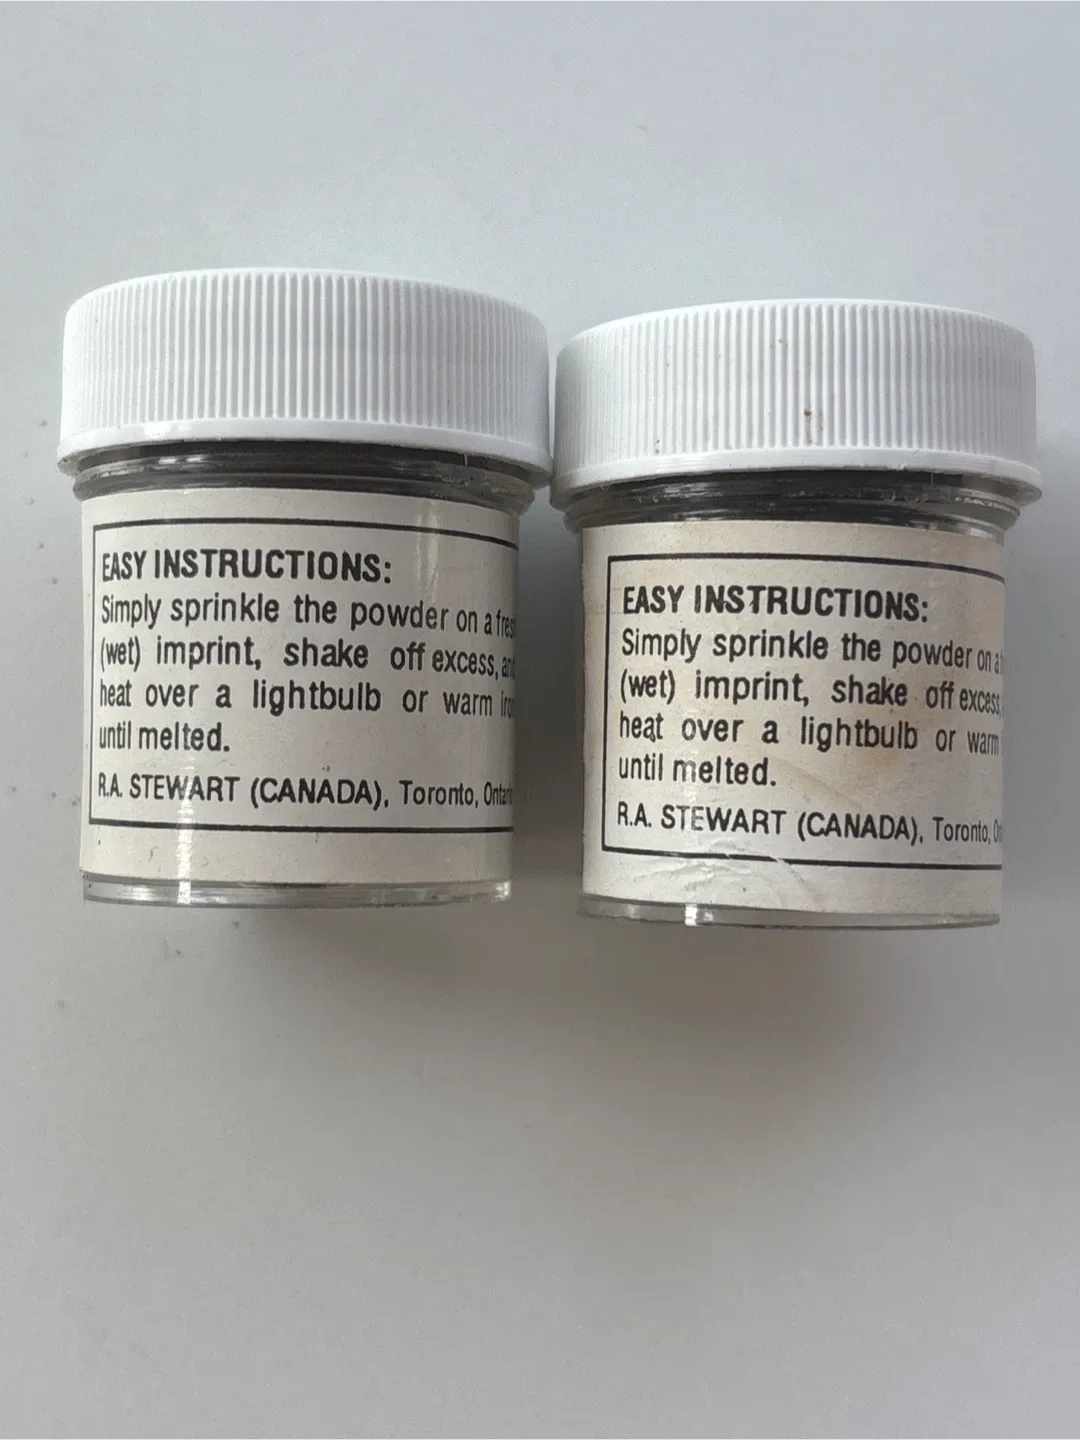 EASY INSTRUCTIONS:
Simply sprinkle the powder on a
(wet) imprint, shake off excess,
heat over a lightbulb or warm
until melted.
R.A. STEWART (CANADA), Toronto,
EASY INSTRUCTIONS:
Simply sprinkle the powder on a
(wet) imprint, shake off excess,
heat over a lightbulb or warm
until melted.
R.A. STEWART (CANADA), Toronto,